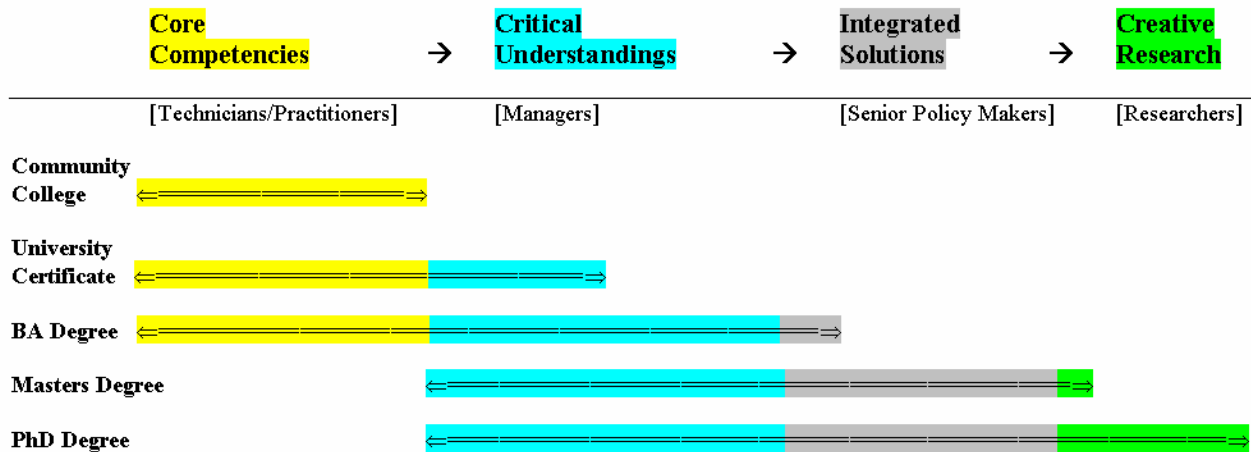 Core Competencies → Critical Understandings → Integrated Solutions → Creative Research
[Technicians/Practitioners] [Managers] [Senior Policy Makers] [Researchers]
Community
College
University
Certificate
BA Degree
Masters Degree
PhD Degree